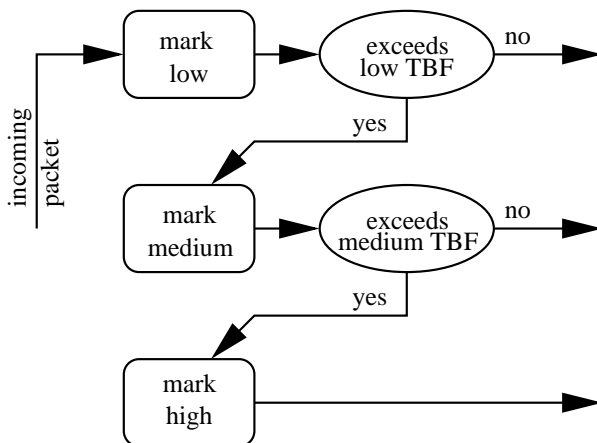 mark
low
exceeds
low TBF
no
yes
incoming
packet
mark
medium
exceeds
medium TBF
no
yes
mark
high